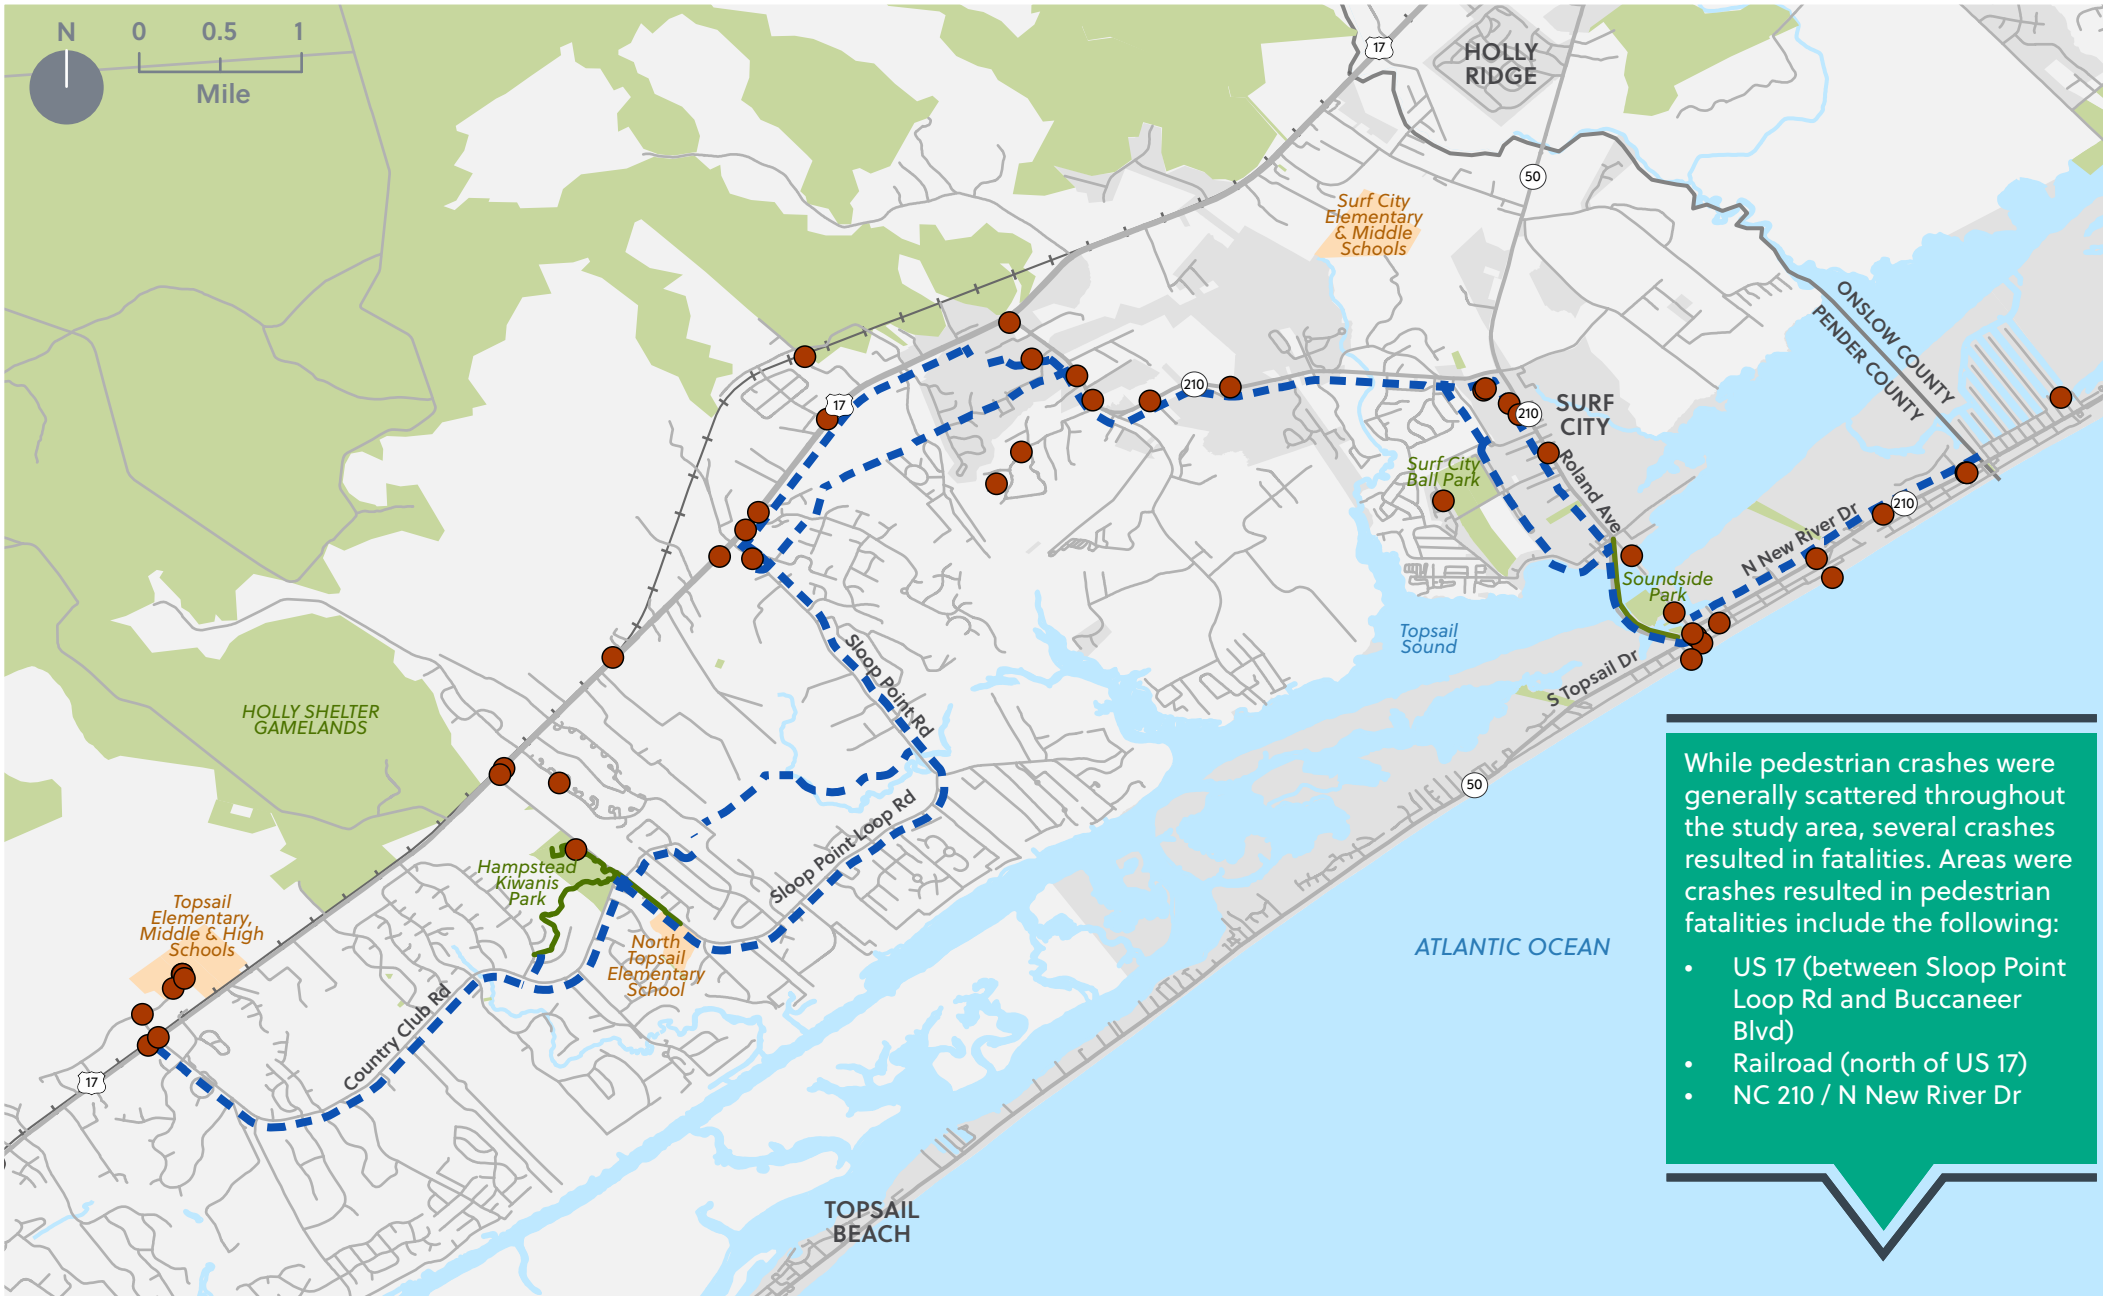 N
0 0.5 1
Mile
17
HOLLY
RIDGE
50
Surf City
Elementary
& Middle
Schools
ONSLOW COUNTY
PENDER COUNTY
17
210
210
SURF
CITY
Roland Ave
Surf City
Ball Park
210
N New River Dr
Soundside
Park
Topsail
Sound
S Topsail Dr
Sloop Point Rd
HOLLY SHELTER
GAMELANDS
50
Sloop Point Loop Rd
Hampstead
Kiwanis
Park
Topsail
Elementary,
Middle & High
Schools
North
Topsail
Elementary
School
ATLANTIC OCEAN
Country Club Rd
17
TOPSAIL
BEACH
While pedestrian crashes were
generally scattered throughout
the study area, several crashes
resulted in fatalities. Areas were
crashes resulted in pedestrian
fatalities include the following:
• US 17 (between Sloop Point
Loop Rd and Buccaneer
Blvd)
• Railroad (north of US 17)
• NC 210 / N New River Dr